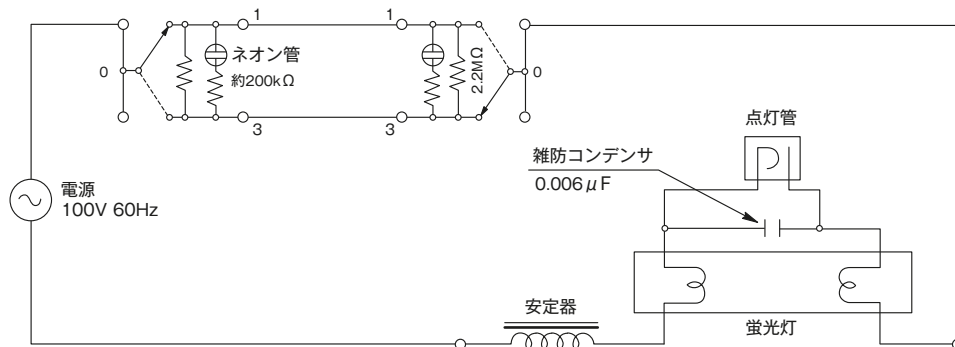 1
1
0
ネオン管
約200kΩ
2.2MΩ
0
3
3
点灯管
雑防コンデンサ
0.006μF
電源
100V 60Hz
安定器
蛍光灯